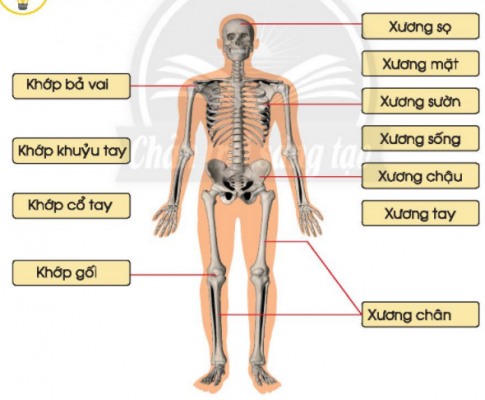 Xương sọ
Xương mặt
Khớp bả vai
Xương sườn
Xương sống
Khớp khuỷu tay
Xương chậu
Khớp cổ tay
Xương tay
Khớp gối
Xương chân